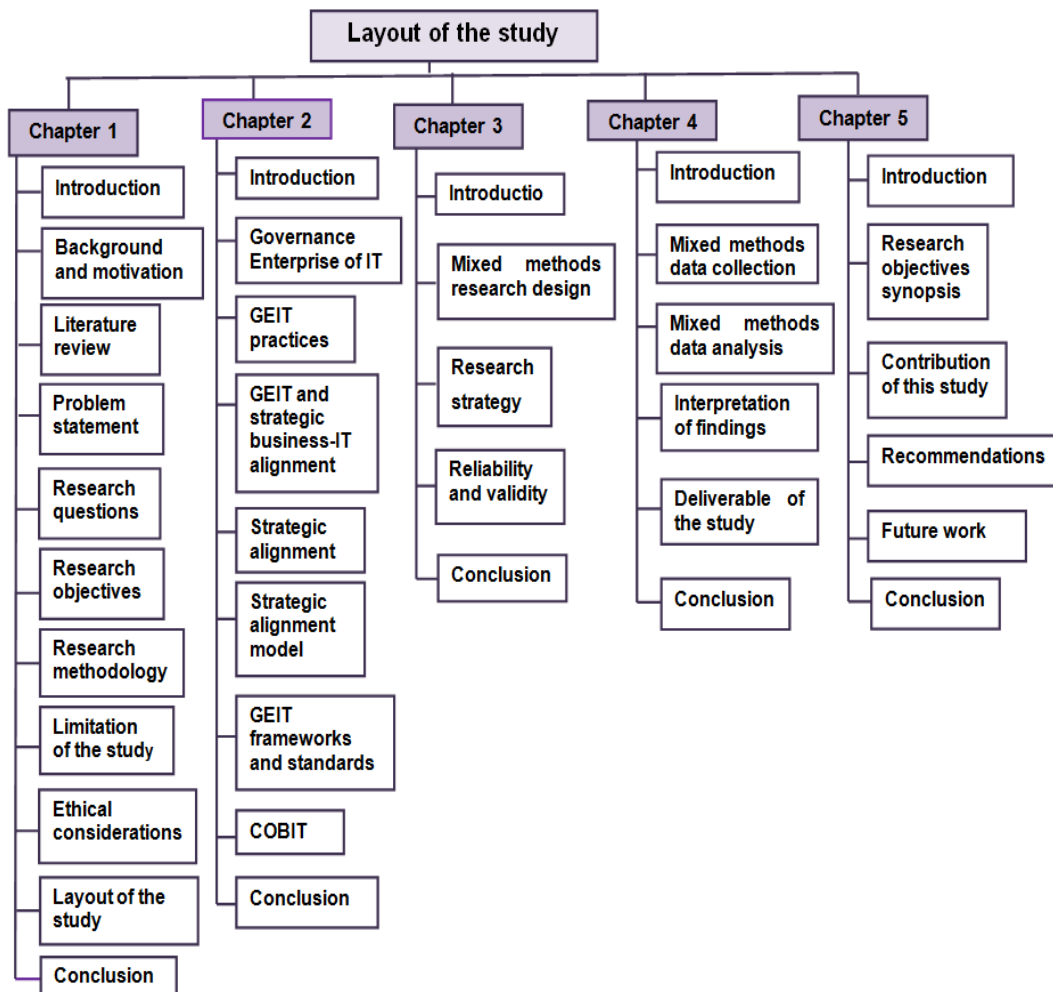 Layout of the study
Chapter 1
Introduction
Background
and motivation
Literature
review
Problem
statement
Research
questions
Research
objectives
Research
methodology
Limitation
of the study
Ethical
considerations
Layout of the
study
Conclusion
Chapter 2
Introduction
Governance
Enterprise of IT
GEIT
practices
GEIT and
strategic
business-IT
alignment
Strategic
alignment
Strategic
alignment
model
GEIT
frameworks
and standards
COBIT
Conclusion
Chapter 3
Introductio
Mixed methods
research design
Research
strategy
Reliability
and validity
Conclusion
Chapter 4
Introduction
Mixed methods
data collection
Mixed methods
data analysis
Interpretation
of findings
Deliverable of
the study
Conclusion
Chapter 5
Introduction
Research
objectives
synopsis
Contribution
of this study
Recommendations
Future work
Conclusion